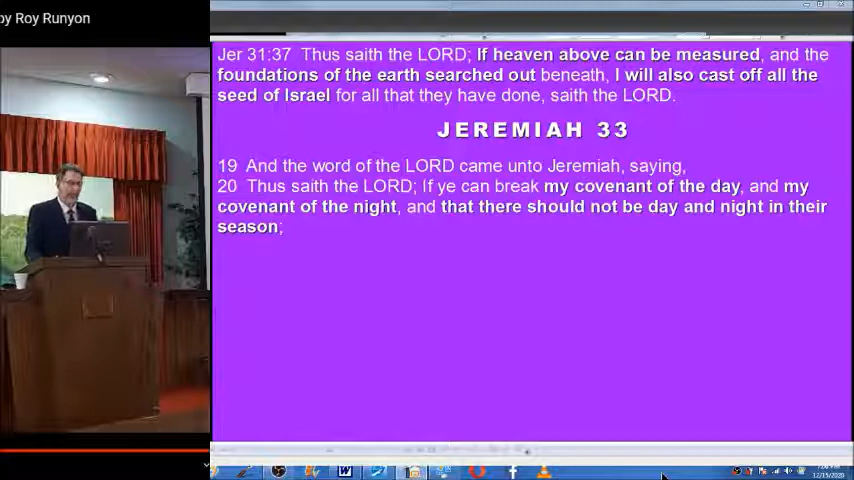 by Roy Runyon
Jer 31:37 Thus saith the LORD; If heaven above can be measured, and the
foundations of the earth searched out beneath, I will also cast off all the
seed of Israel for all that they have done, saith the LORD.
JEREMIAH 33
19 And the word of the LORD came unto Jeremiah, saying,
20 Thus saith the LORD; If ye can break my covenant of the day, and my
covenant of the night, and that there should not be day and night in their
season;
12/15/2020